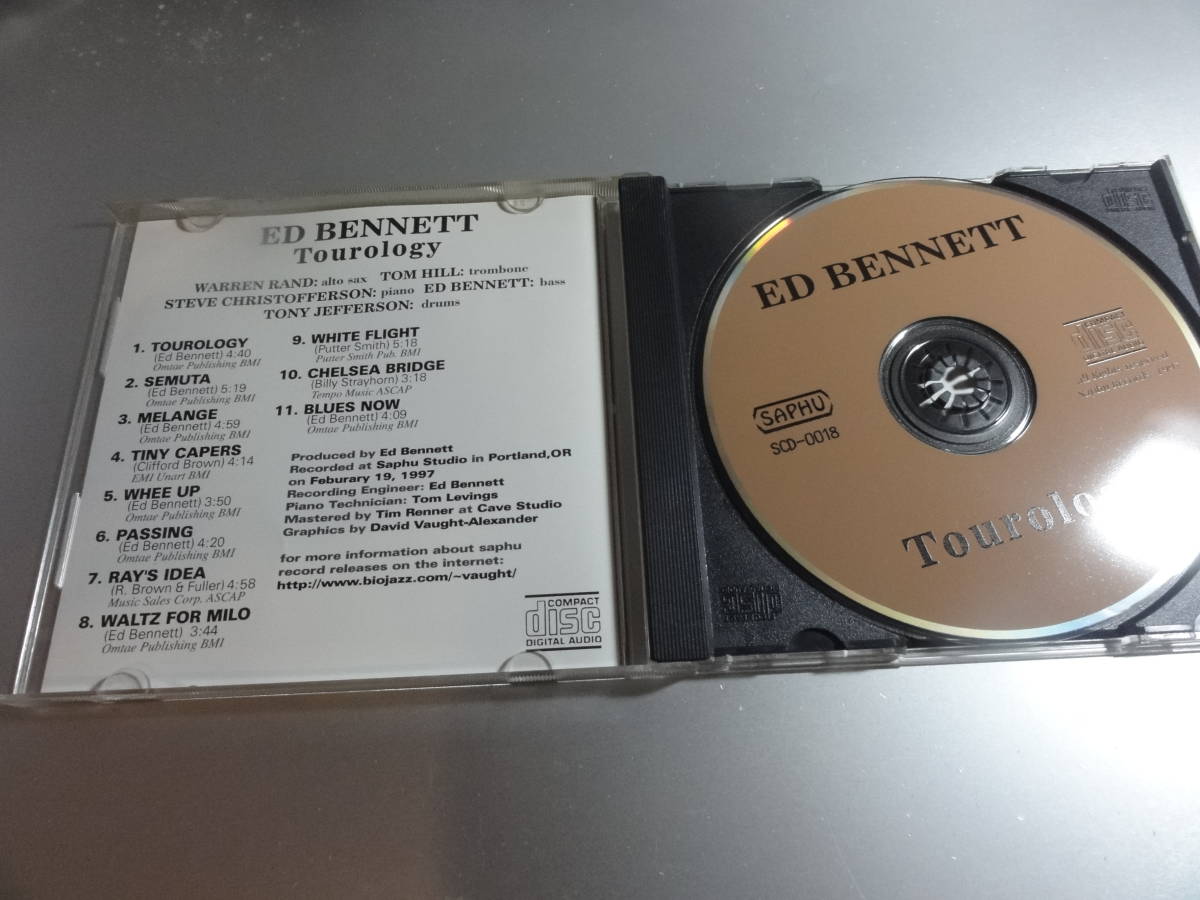 ED BENNETT
Tourology
WARREN RAND: alto sax TOM HILL: trombone
STEVE CHRISTOFFERSON: piano ED BENNETT: bass
TONY JEFFERSON: drums
1. TOUROLOGY
(Ed Bennett) 4:40
Omtae Publishing BMI
2. SEMUTA
(Ed Bennett) 5:19
Omtae Publishing BMI
3. MELANGE
(Ed Bennett) 4:59
Omtae Publishing BMI
4. TINY CAPERS
(Clifford Brown) 4:14
EMI Unart BMI
5. WHEE UP
(Ed Bennett) 3:50
Omtae Publishing BMI
6. PASSING
(Ed Bennett) 4:20
Omtae Publishing BMI
7. RAY'S IDEA
(R. Brown & Fuller) 4:58
Music Sales Corp. ASCAP
8. WALTZ FOR MILO
(Ed Bennett) 3:44
Omtae Publishing BMI
9. WHITE FLIGHT
(Putter Smith) 5:18
Putter Smith Pub. BMI
10. CHELSEA BRIDGE
(Billy Strayhorn) 3:18
Tempo Music ASCAP
11. BLUES NOW
(Ed Bennett) 4:09
Omtae Publishing BMI
Produced by Ed Bennett
Recorded at Saphu Studio in Portland,OR
on Feburary 19, 1997
Recording Engineer: Ed Bennett
Piano Technician: Tom Levings
Mastered by Tim Renner at Cave Studio
Graphics by David Vaught-Alexander
for more information about saphu
record releases on the internet:
http://www.biojazz.com/~vaught/
COMPACT
disc
DIGITAL AUDIO
ED BENNETT
COMPACT
disc
DIGITAL AUDIO
All Rights reserved
Saphu Records
SAPHU
SCD-0018
Tourolo